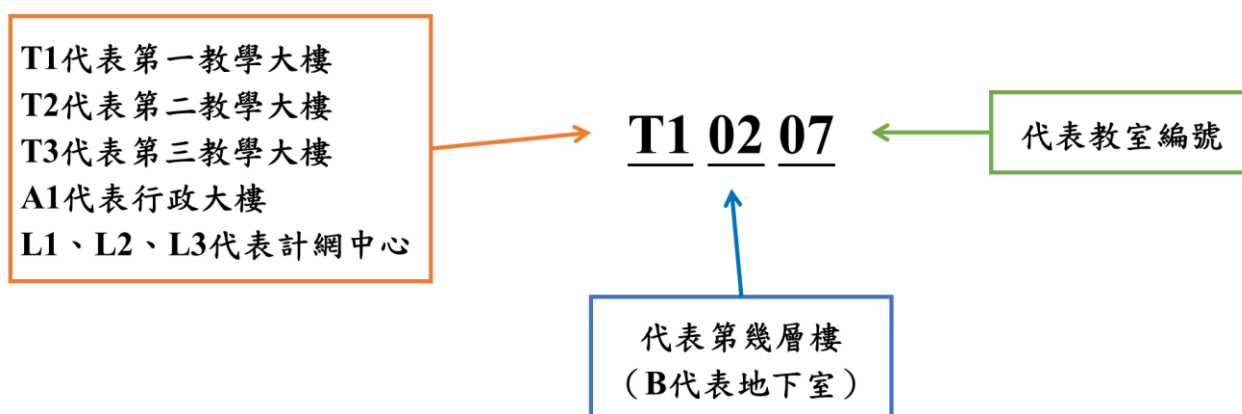 T1代表第一教學大樓
T2代表第二教學大樓
T3代表第三教學大樓
A1代表行政大樓
L1、L2、L3代表計網中心
T1 02 07
代表教室編號
代表第幾層樓
（B代表地下室）